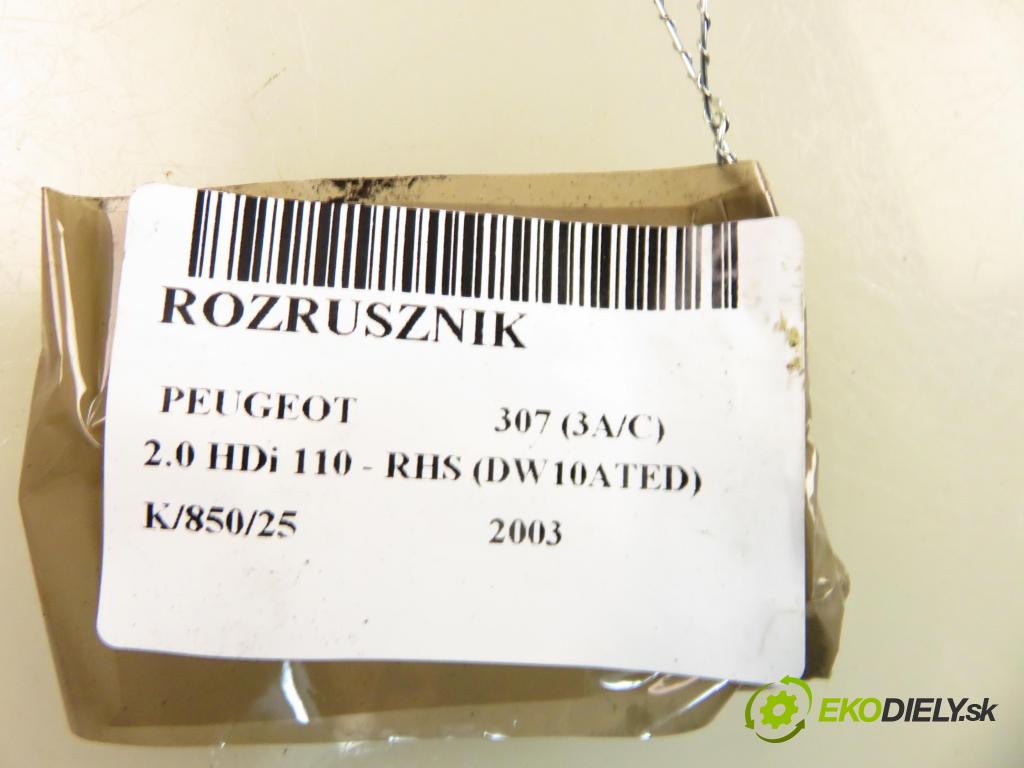 ROZRUSZNIK
PEUGEOT 307 (3A/C)
2.0 HDi 110 - RHS (DW10ATED)
K/850/25 2003
EKODIELY.sk